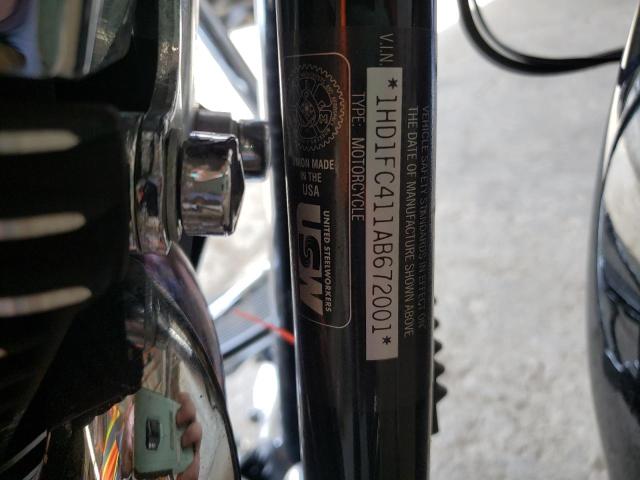 VEHICLE SAFETY STANDARDS IN EFFECT ON
THE DATE OF MANUFACTURE SHOWN ABOVE
V.I.N.
*1HD1FC411AB672001*
TYPE: MOTORCYCLE
UNION MADE
IN THE
USA
UNITED STEELWORKERS
USW